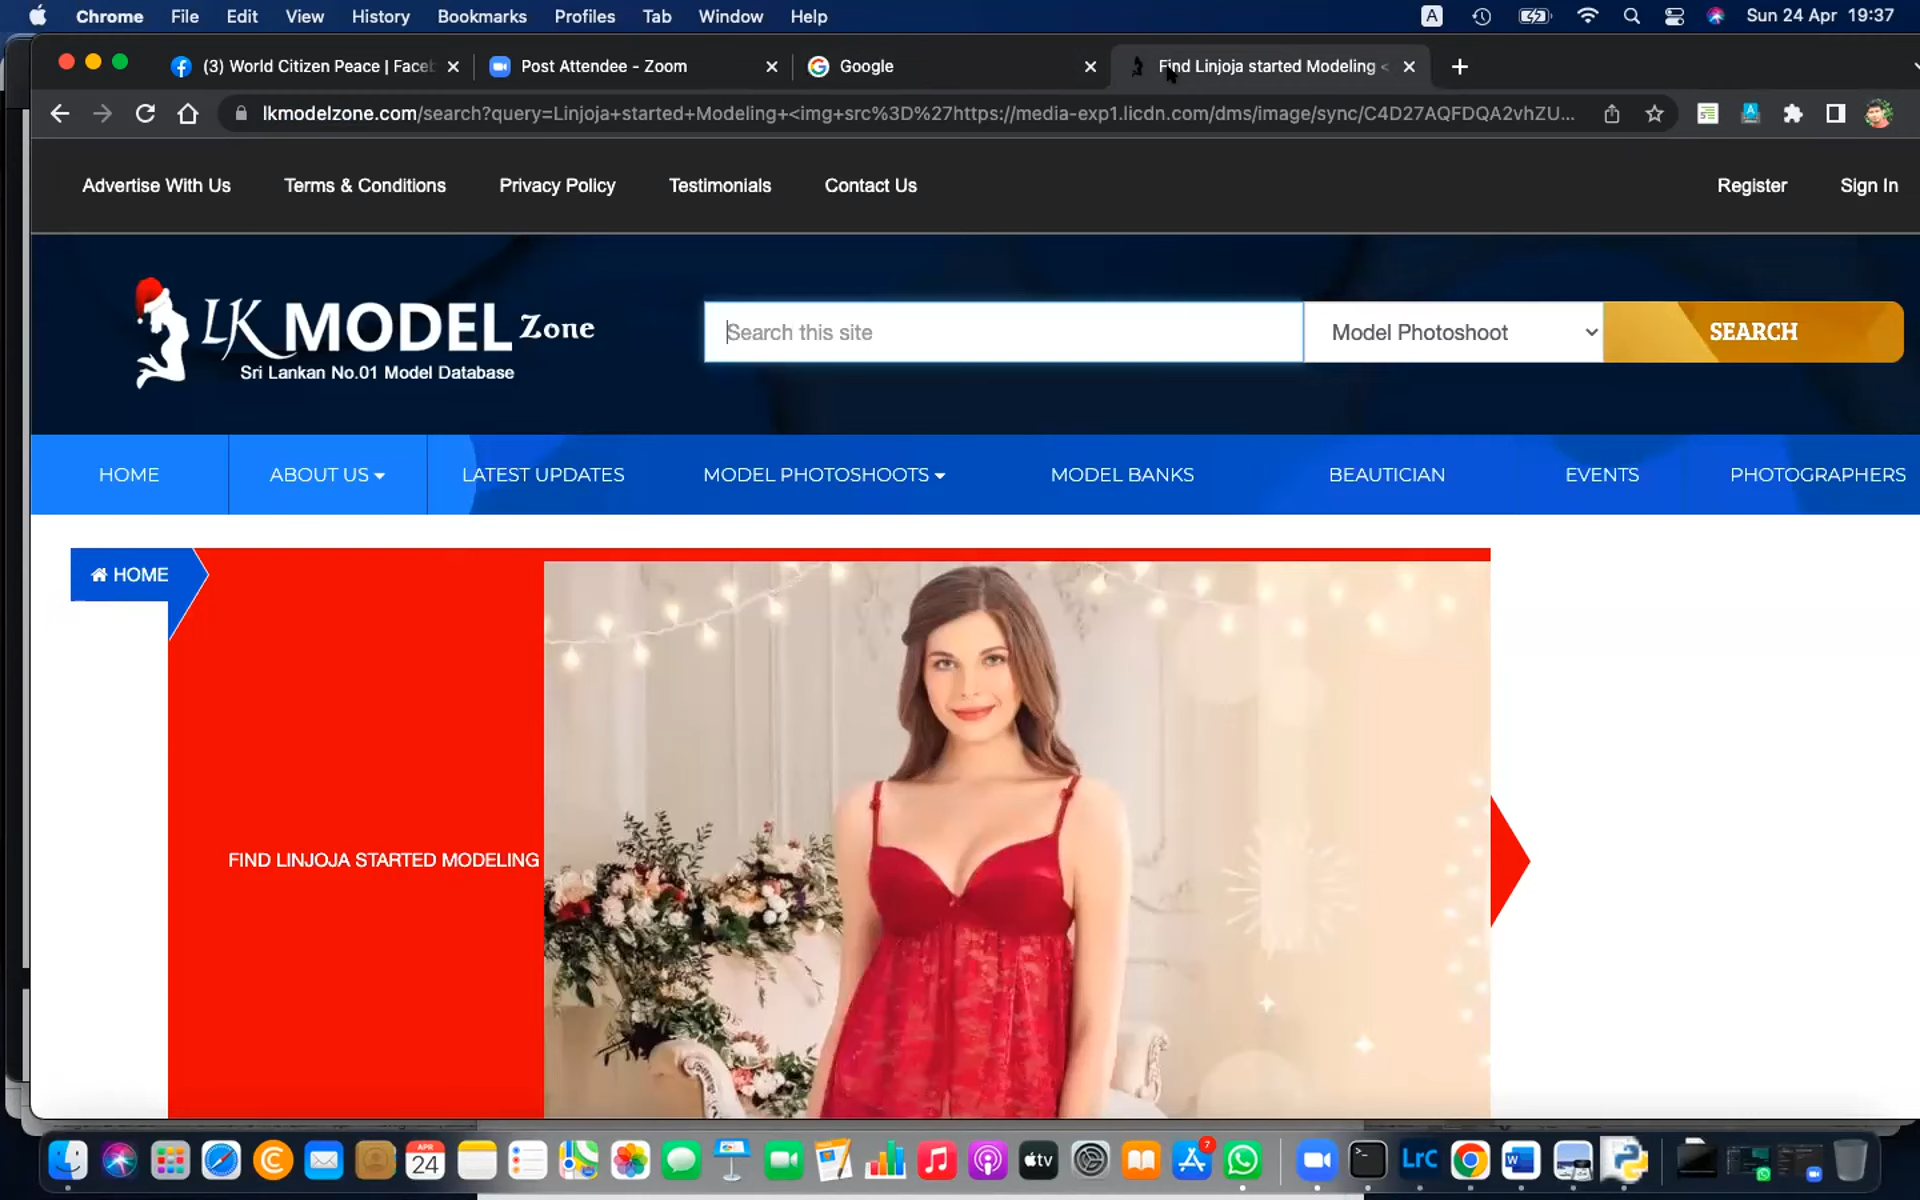 Chrome File Edit View History Bookmarks Profiles Tab Window Help A Sun 24 Apr 19:37
(3) World Citizen Peace | Faceb
Post Attendee - Zoom
Google
Find Linjoja started Modeling <
lkmodelzone.com/search?query=Linjoja+started+Modeling+<img+src%3D%27https://media-exp1.licdn.com/dms/image/sync/C4D27AQFDQA2vhZU...
Advertise With Us Terms & Conditions Privacy Policy Testimonials Contact Us Register Sign In
LK MODEL Zone
Sri Lankan No.01 Model Database
Search this site
Model Photoshoot
SEARCH
HOME ABOUT US LATEST UPDATES MODEL PHOTOSHOOTS MODEL BANKS BEAUTICIAN EVENTS PHOTOGRAPHERS
HOME
FIND LINJOJA STARTED MODELING
APR
24
tv
7
LrC
W